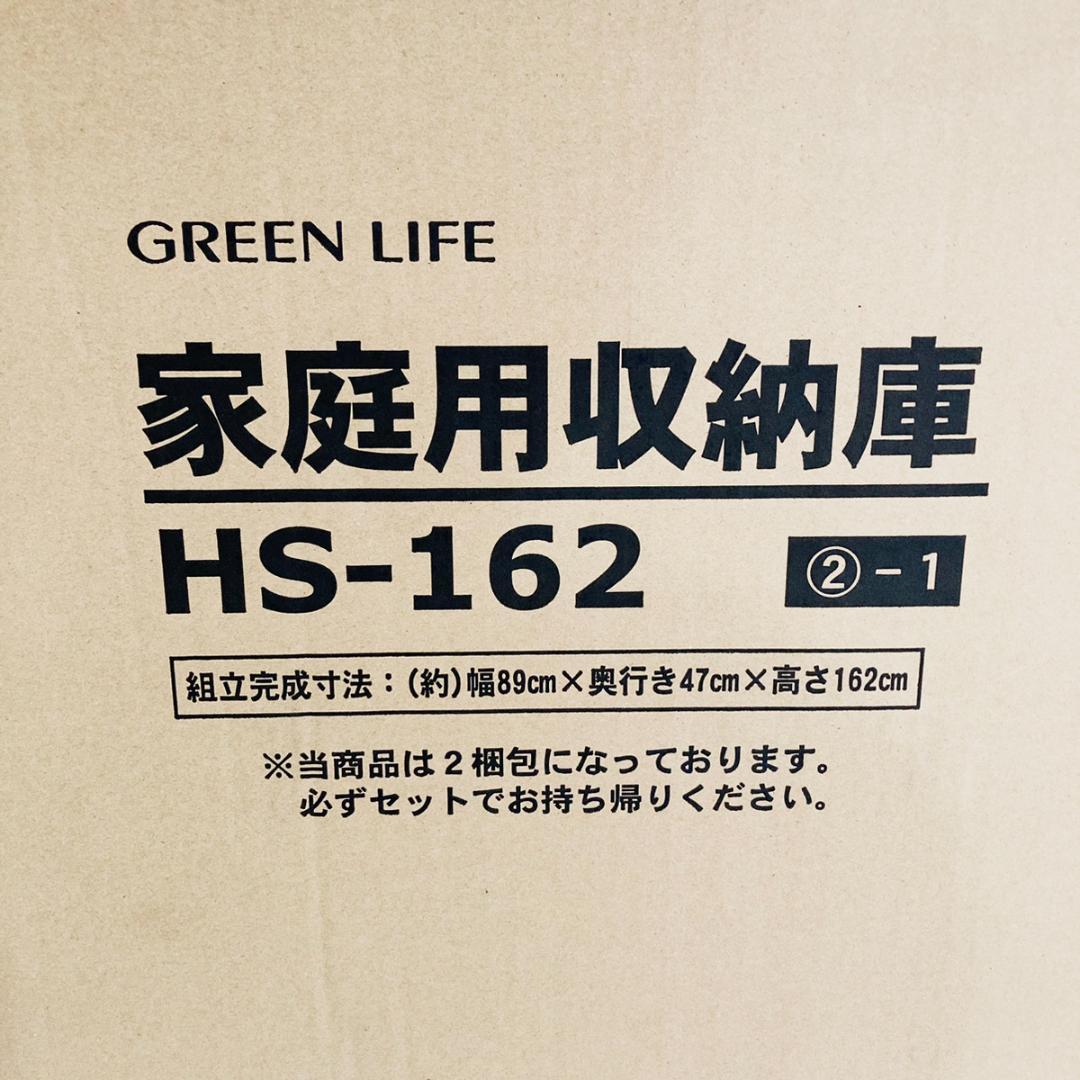 GREEN LIFE
家庭用収納庫
HS-162 ②-1
組立完成寸法：(約)幅89㎝×奥行き47㎝×高さ162㎝
※当商品は2梱包になっております。
必ずセットでお持ち帰りください。